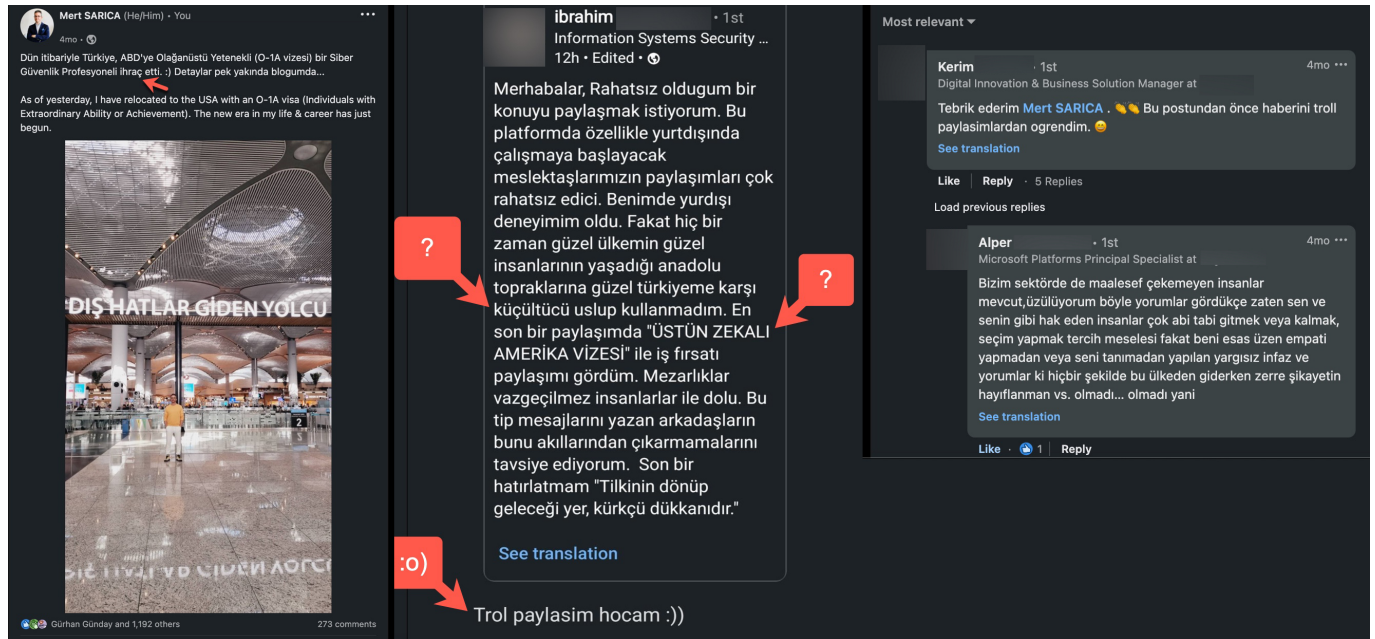 Mert SARICA (He/Him) • You
4mo •
Dün itibariyle Türkiye, ABD'ye Olağanüstü Yetenekli (O-1A vizesi) bir Siber
Güvenlik Profesyoneli ihraç etti. :) Detaylar pek yakında blogumda...
As of yesterday, I have relocated to the USA with an O-1A visa (Individuals with
Extraordinary Ability or Achievement). The new era in my life & career has just
begun.
DIŞ HATLAR GİDEN YOLCU
2
Gürhan Günday and 1,192 others
273 comments
ibrahim • 1st
Information Systems Security ...
12h • Edited •
Merhabalar, Rahatsız oldugum bir
konuyu paylaşmak istiyorum. Bu
platformda özellikle yurtdışında
çalışmaya başlayacak
meslektaşlarımızın paylaşımları çok
rahatsız edici. Benimde yurdışı
deneyimim oldu. Fakat hiç bir
zaman güzel ülkemin güzel
insanlarının yaşadığı anadolu
topraklarına güzel türkiyeme karşı
küçültücü uslup kullanmadım. En
son bir paylaşımda "ÜSTÜN ZEKALI
AMERİKA VİZESİ" ile iş fırsatı
paylaşımı gördüm. Mezarlıklar
vazgeçilmez insanlarlar ile dolu. Bu
tip mesajlarını yazan arkadaşların
bunu akıllarından çıkarmamalarını
tavsiye ediyorum. Son bir
hatırlatmam "Tilkinin dönüp
geleceği yer, kürkçü dükkanıdır."
See translation
?
?
:o)
Trol paylasim hocam :))
Most relevant
Kerim • 1st
4mo •••
Digital Innovation & Business Solution Manager at
Tebrik ederim Mert SARICA . 👏👏 Bu postundan önce haberini troll
paylasimlardan ogrendim. 😄
See translation
Like | Reply · 5 Replies
Load previous replies
Alper • 1st
4mo •••
Microsoft Platforms Principal Specialist at
Bizim sektörde de maalesef çekemeyen insanlar
mevcut,üzülüyorum böyle yorumlar gördükçe zaten sen ve
senin gibi hak eden insanlar çok abi tabi gitmek veya kalmak,
seçim yapmak tercih meselesi fakat beni esas üzen empati
yapmadan veya seni tanımadan yapılan yargısız infaz ve
yorumlar ki hiçbir şekilde bu ülkeden giderken zerre şikayetin
hayıflanman vs. olmadı... olmadı yani
See translation
Like · 1 | Reply